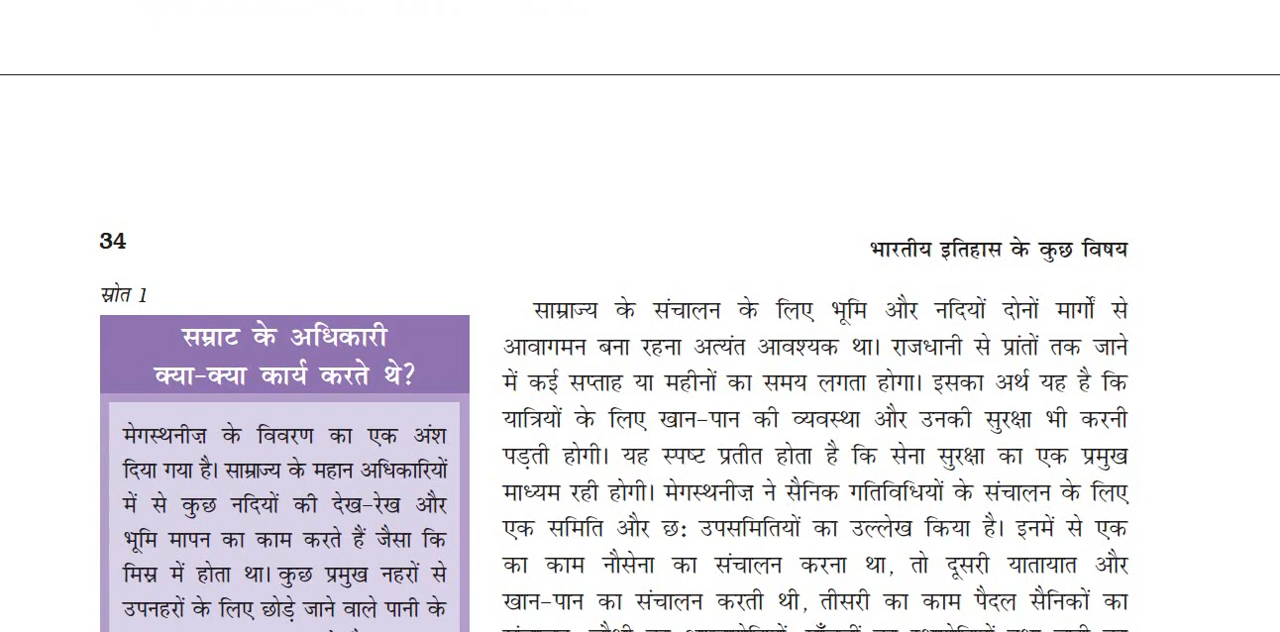 34
भारतीय इतिहास के कुछ विषय
स्रोत 1
सम्राट के अधिकारी
क्या-क्या कार्य करते थे?
मेगस्थनीज़ के विवरण का एक अंश
दिया गया है। साम्राज्य के महान अधिकारियों
में से कुछ नदियों की देख-रेख और
भूमि मापन का काम करते हैं जैसा कि
मिस्र में होता था। कुछ प्रमुख नहरों से
उपनहरों के लिए छोड़े जाने वाले पानी के
साम्राज्य के संचालन के लिए भूमि और नदियों दोनों मार्गों से
आवागमन बना रहना अत्यंत आवश्यक था। राजधानी से प्रांतों तक जाने
में कई सप्ताह या महीनों का समय लगता होगा। इसका अर्थ यह है कि
यात्रियों के लिए खान-पान की व्यवस्था और उनकी सुरक्षा भी करनी
पड़ती होगी। यह स्पष्ट प्रतीत होता है कि सेना सुरक्षा का एक प्रमुख
माध्यम रही होगी। मेगस्थनीज़ ने सैनिक गतिविधियों के संचालन के लिए
एक समिति और छ: उपसमितियों का उल्लेख किया है। इनमें से एक
का काम नौसेना का संचालन करना था, तो दूसरी यातायात और
खान-पान का संचालन करती थी, तीसरी का काम पैदल सैनिकों का